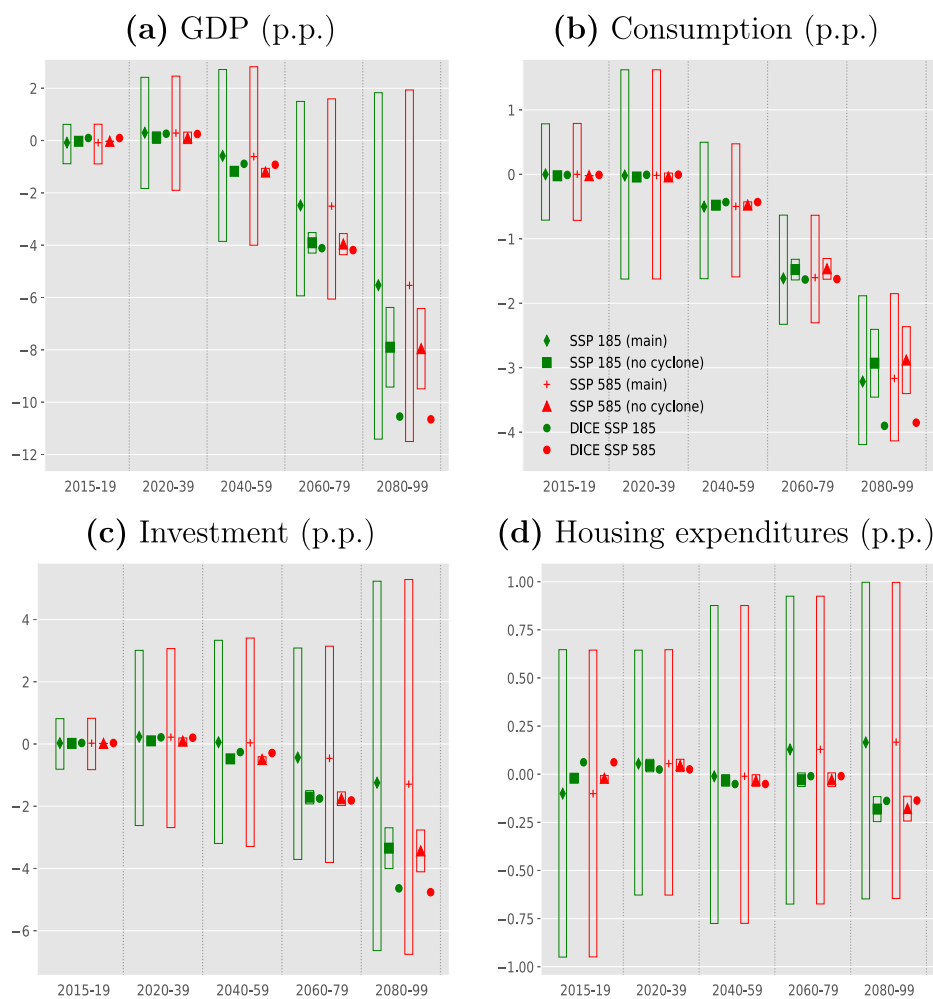 (a) GDP (p.p.)
2
0
−2
−4
−6
−8
−10
−12
2015-19 2020-39 2040-59 2060-79 2080-99
(b) Consumption (p.p.)
1
0
−1
−2
−3
−4
SSP 185 (main)
SSP 185 (no cyclone)
SSP 585 (main)
SSP 585 (no cyclone)
DICE SSP 185
DICE SSP 585
2015-19 2020-39 2040-59 2060-79 2080-99
(c) Investment (p.p.)
4
2
0
−2
−4
−6
2015-19 2020-39 2040-59 2060-79 2080-99
(d) Housing expenditures (p.p.)
1.00
0.75
0.50
0.25
0.00
−0.25
−0.50
−0.75
−1.00
2015-19 2020-39 2040-59 2060-79 2080-99